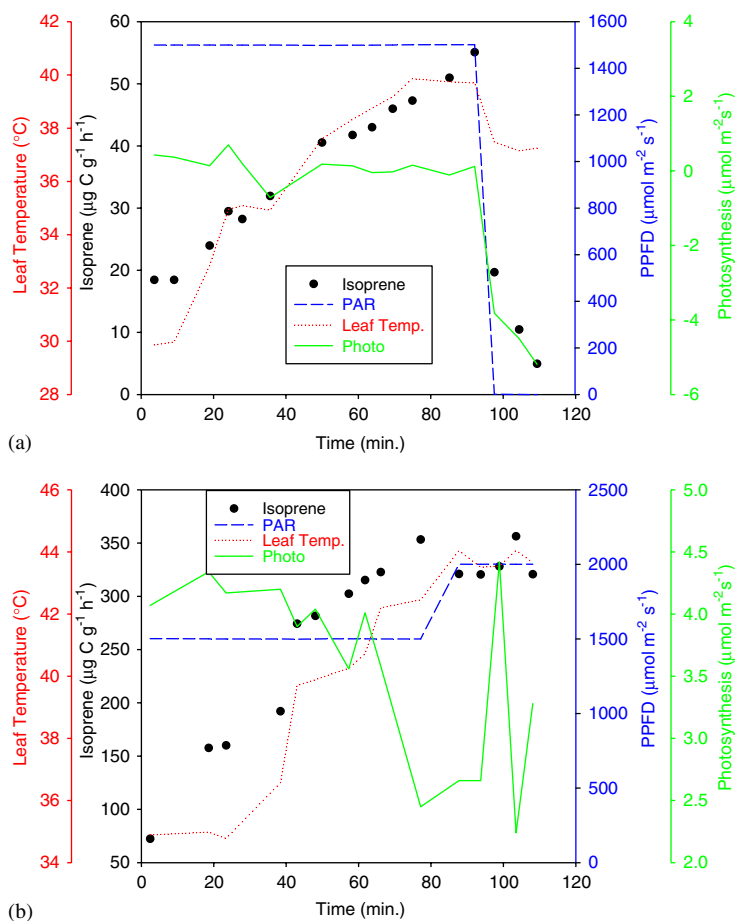 42
40
38
36
34
32
30
28
Leaf Temperature (°C)
60
50
40
30
20
10
0
Isoprene (µg C g⁻¹ h⁻¹)
Isoprene
PAR
Leaf Temp.
Photo
1600
1400
1200
1000
800
600
400
200
0
PPFD (µmol m⁻² s⁻¹)
4
2
0
-2
-4
-6
Photosynthesis (µmol m⁻² s⁻¹)
0 20 40 60 80 100 120
Time (min.)
(a)
46
44
42
40
38
36
34
Leaf Temperature (°C)
400
350
300
250
200
150
100
50
Isoprene (µg C g⁻¹ h⁻¹)
Isoprene
PAR
Leaf Temp.
Photo
2500
2000
1500
1000
500
0
PPFD (µmol m⁻² s⁻¹)
5.0
4.5
4.0
3.5
3.0
2.5
2.0
Photosynthesis (µmol m⁻² s⁻¹)
0 20 40 60 80 100 120
Time (min.)
(b)